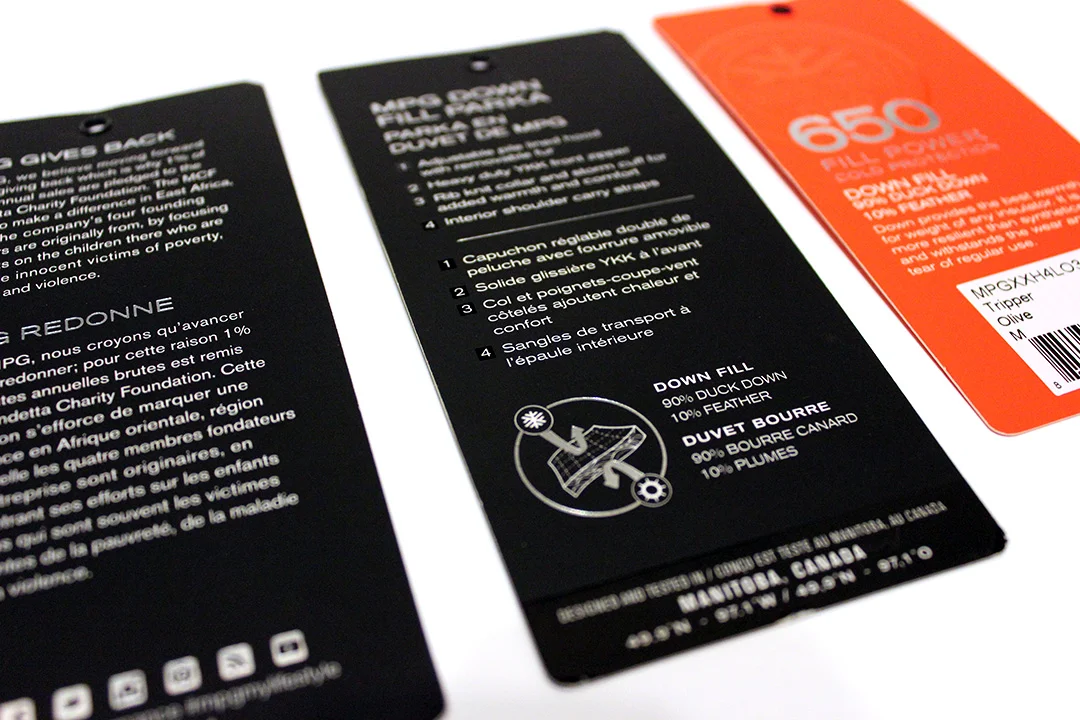 G GIVES BACK
G, we believe moving forward
giving back which is why 1% of
nnual sales are pledged to the
etta Charity Foundation. The MCF
to make a difference in East Africa,
he company's four founding
rs are originally from, by focusing
s on the children there who are
e innocent victims of poverty,
and violence.
G REDONNE
MPG, nous croyons qu'avancer
redonner; pour cette raison 1%
tes annuelles brutes est remis
ndetta Charity Foundation. Cette
on s'efforce de marquer une
nce en Afrique orientale, région
elle les quatre membres fondateurs
treprise sont originaires, en
trant ses efforts sur les enfants
s qui sont souvent les victimes
tes de la pauvreté, de la maladie
violence.
#mpgmylifestyle
MPG DOWN
FILL PARKA
PARKA EN
DUVET DE MPG
1 Adjustable pile lined hood
with removable fur
2 Heavy duty YKK front zipper
3 Rib knit collar and storm cuff for
added warmth and comfort
4 Interior shoulder carry straps
1 Capuchon réglable doublé de
peluche avec fourrure amovible
2 Solide glissière YKK à l'avant
3 Col et poignets-coupe-vent
côtelés ajoutent chaleur et
confort
4 Sangles de transport à
l'épaule intérieure
DOWN FILL
90% DUCK DOWN
10% FEATHER
DUVET BOURRE
90% BOURRE CANARD
10% PLUMES
DESIGNED AND TESTED IN / CONÇU EST TESTÉ AU MANITOBA, AU CANADA
MANITOBA, CANADA
49.9°N - 97.1°W / 49.9°N - 97.1°O
650
FILL POWER
COLD PROTECTION
DOWN FILL
90% DUCK DOWN
10% FEATHER
Down provides the best warmth
for weight of any insulator. It is
more resilient than synthetic
and withstands the wear and
tear of regular use.
MPGXXH4LO3
Tripper
Olive
M
8